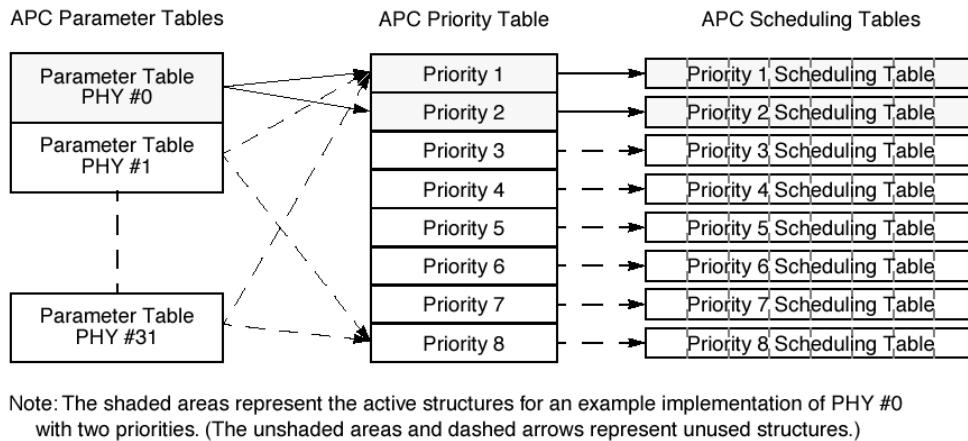 APC Parameter Tables
APC Priority Table
APC Scheduling Tables
Parameter Table
PHY #0
Parameter Table
PHY #1
Parameter Table
PHY #31
Priority 1
Priority 2
Priority 3
Priority 4
Priority 5
Priority 6
Priority 7
Priority 8
Priority 1 Scheduling Table
Priority 2 Scheduling Table
Priority 3 Scheduling Table
Priority 4 Scheduling Table
Priority 5 Scheduling Table
Priority 6 Scheduling Table
Priority 7 Scheduling Table
Priority 8 Scheduling Table
Note: The shaded areas represent the active structures for an example implementation of PHY #0
with two priorities. (The unshaded areas and dashed arrows represent unused structures.)